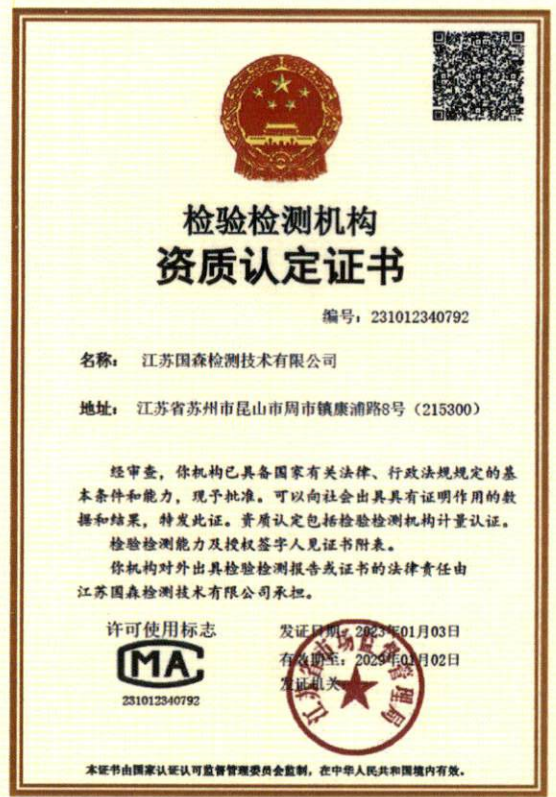 检验检测机构
资质认定证书
编号：231012340792
名称： 江苏国森检测技术有限公司
地址： 江苏省苏州市昆山市周市镇康浦路8号（215300）
经审查，你机构已具备国家有关法律、行政法规规定的基
本条件和能力，现予批准。可以向社会出具具有证明作用的数
据和结果，特发此证。资质认定包括检验检测机构计量认证。
检验检测能力及授权签字人见证书附表。
你机构对外出具检验检测报告或证书的法律责任由
江苏国森检测技术有限公司承担。
许可使用标志
MA
231012340792
发证日期：2023年01月03日
有效期至：2029年01月02日
发证机关
江苏省市场监督管理局
本证书由国家认证认可监督管理委员会监制，在中华人民共和国境内有效。